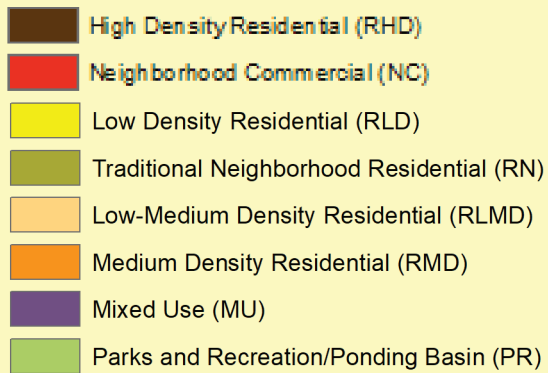 High Density Residential (RHD)
Neighborhood Commercial (NC)
Low Density Residential (RLD)
Traditional Neighborhood Residential (RN)
Low-Medium Density Residential (RLMD)
Medium Density Residential (RMD)
Mixed Use (MU)
Parks and Recreation/Ponding Basin (PR)